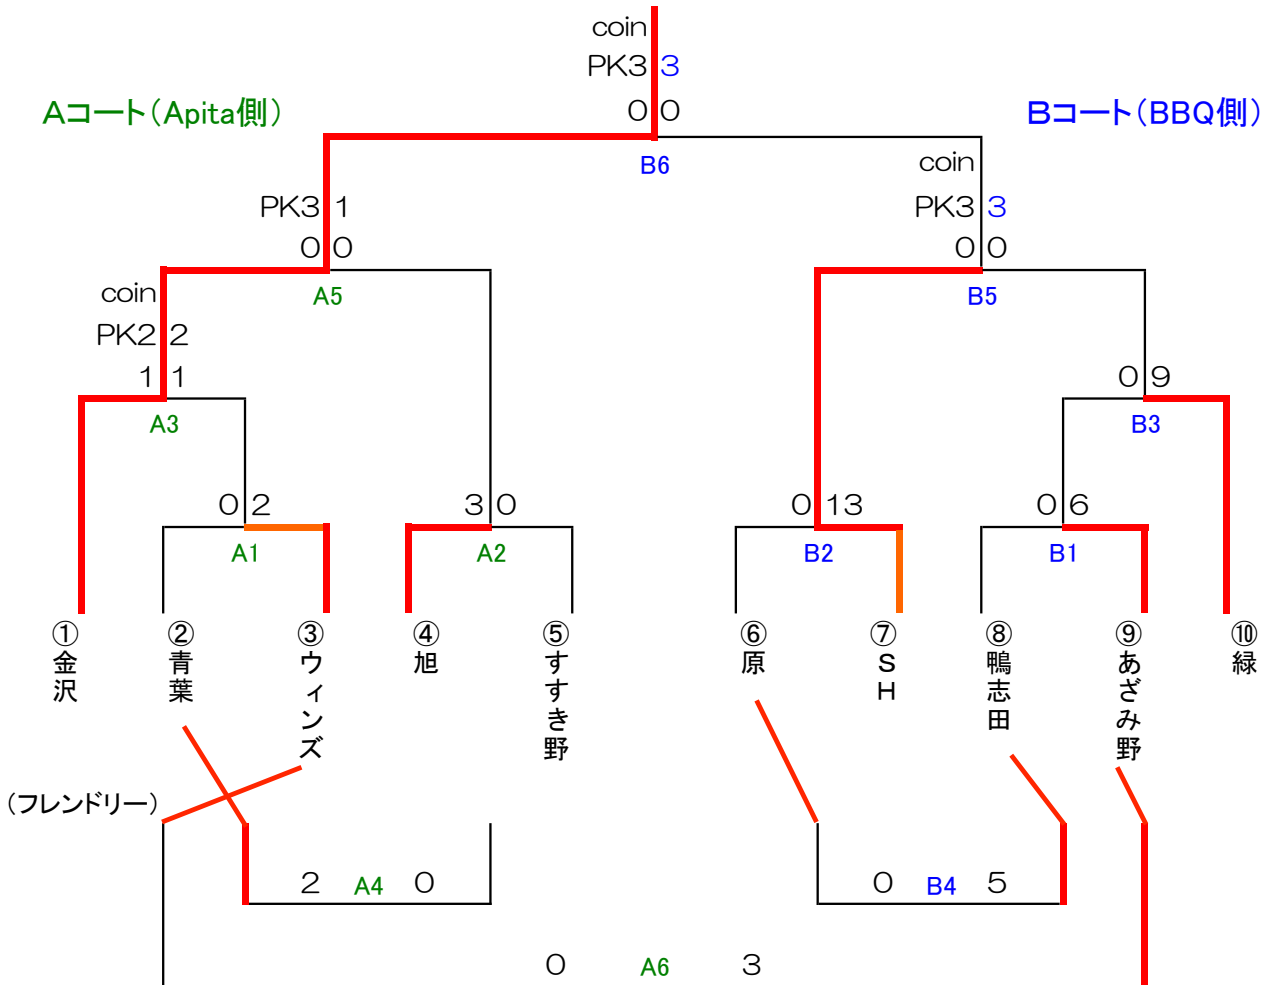 coin
PK3 3
0 0
Aコート（Apita側）
Bコート（BBQ側）
B6
coin
PK3 1
PK3 3
0 0
0 0
A5
B5
coin
PK2 2
1 1
0 9
A3
B3
0 2
3 0
0 13
0 6
A1
A2
B2
B1
①金沢
②青葉
③ウィンズ
④旭
⑤すすき野
⑥原
⑦SH
⑧鴨志田
⑨あざみ野
⑩緑
（フレンドリー）
2 A4 0
0 B4 5
0 A6 3